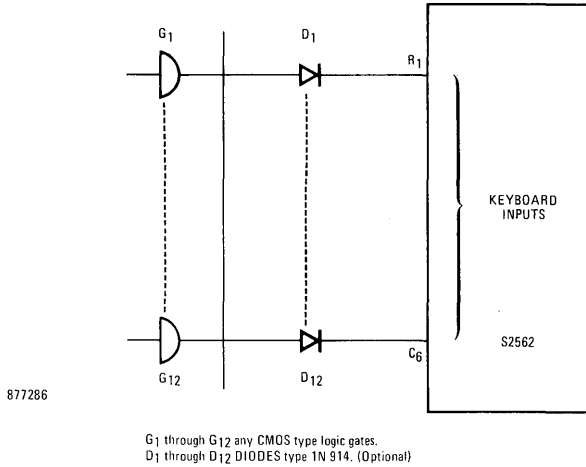 G1 D1
R1
KEYBOARD
INPUTS
S2562
C6
G12 D12
877286
G1 through G12 any CMOS type logic gates.
D1 through D12 DIODES type 1N 914. (Optional)